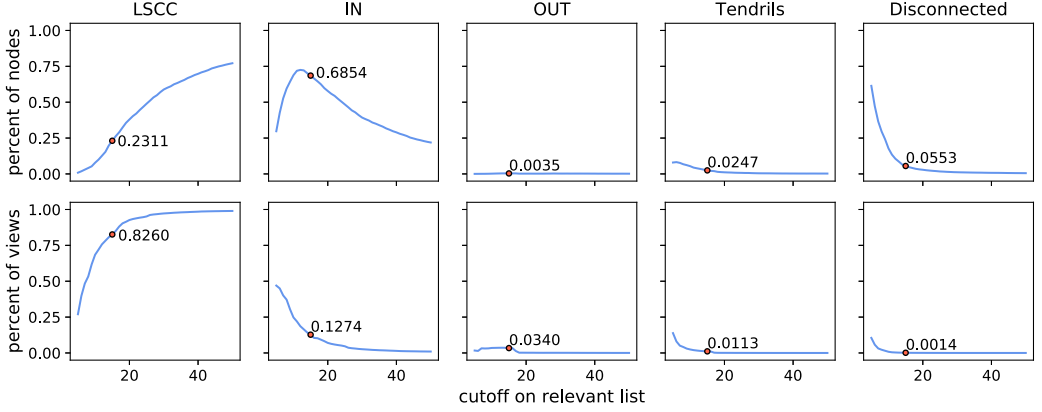 LSCC IN OUT Tendrils Disconnected
percent of nodes
1.00
0.75
0.50
0.25
0.00
0.2311 0.6854 0.0035 0.0247 0.0553
percent of views
1.00
0.75
0.50
0.25
0.00
0.8260 0.1274 0.0340 0.0113 0.0014
20 40 20 40 20 40 20 40 20 40
cutoff on relevant list